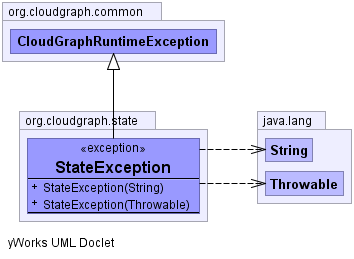 org.cloudgraph.common
CloudGraphRuntimeException
org.cloudgraph.state
«exception»
StateException
+ StateException(String)
+ StateException(Throwable)
java.lang
String
Throwable
yWorks UML Doclet